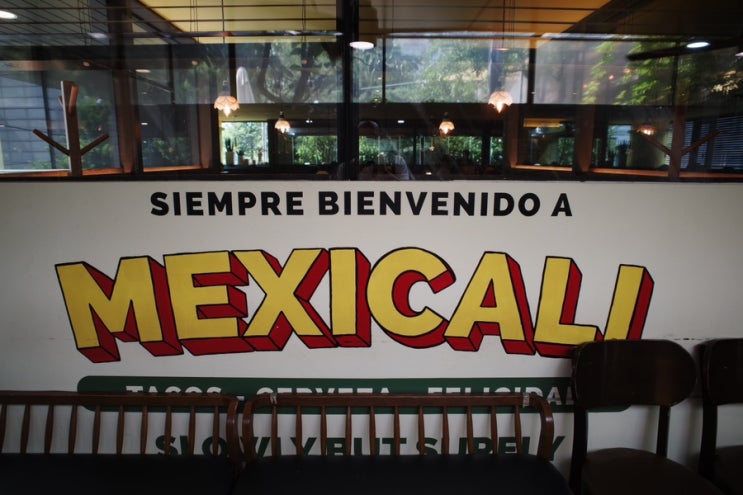 SIEMPRE BIENVENIDO A
MEXICALI
TACOS - CERVEZA - FELICIDAD
SLOWLY BUT SURELY